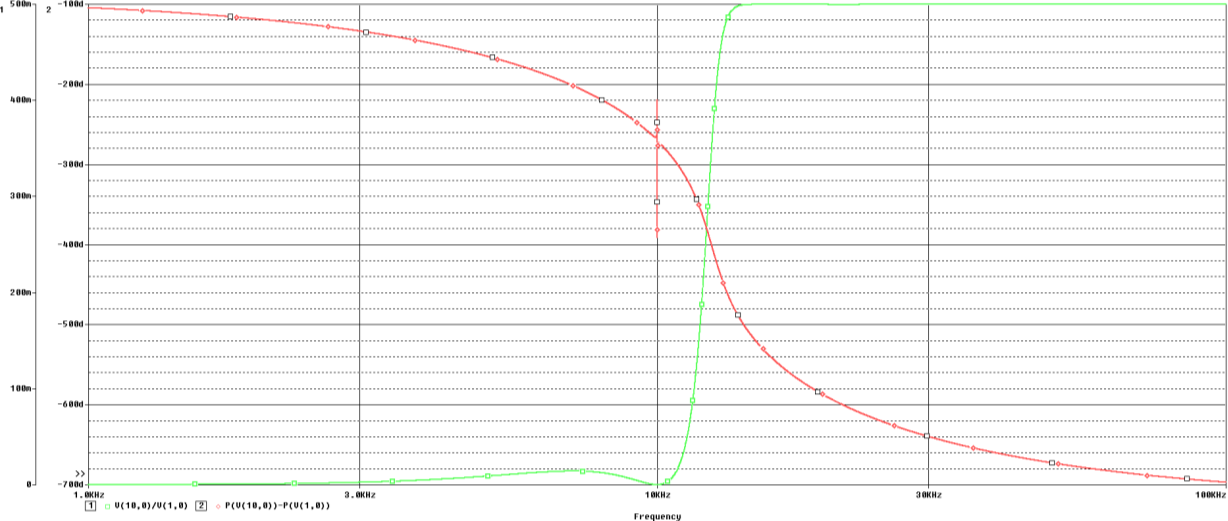 1 500m 2 -100d
-200d
400m
-300d
300m
-400d
200m
-500d
100m
-600d
>>
0 -700d
1.0KHz 3.0KHz 10KHz 30KHz 100KHz
1 V(10,0)/V(1,0) 2 P(V(10,0))-P(V(1,0))
Frequency